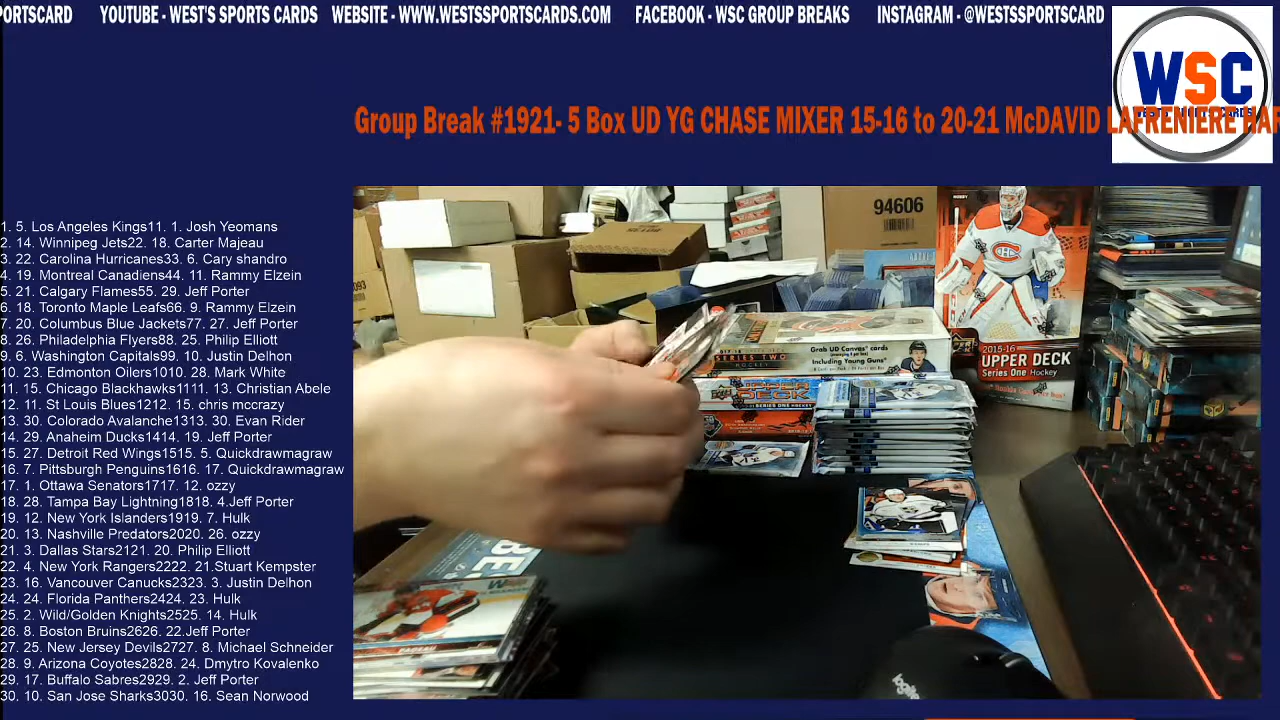 PORTSCARD YOUTUBE - WEST'S SPORTS CARDS WEBSITE - WWW.WESTSSPORTSCARDS.COM FACEBOOK - WSC GROUP BREAKS INSTAGRAM - @WESTSSPORTSCARD
WSC
Group Break #1921- 5 Box UD YG CHASE MIXER 15-16 to 20-21 McDAVID LAFRENIERE HAR
1. 5. Los Angeles Kings11. 1. Josh Yeomans
2. 14. Winnipeg Jets22. 18. Carter Majeau
3. 22. Carolina Hurricanes33. 6. Cary shandro
4. 19. Montreal Canadiens44. 11. Rammy Elzein
5. 21. Calgary Flames55. 29. Jeff Porter
6. 18. Toronto Maple Leafs66. 9. Rammy Elzein
7. 20. Columbus Blue Jackets77. 27. Jeff Porter
8. 26. Philadelphia Flyers88. 25. Philip Elliott
9. 6. Washington Capitals99. 10. Justin Delhon
10. 23. Edmonton Oilers1010. 28. Mark White
11. 15. Chicago Blackhawks1111. 13. Christian Abele
12. 11. St Louis Blues1212. 15. chris mccrazy
13. 30. Colorado Avalanche1313. 30. Evan Rider
14. 29. Anaheim Ducks1414. 19. Jeff Porter
15. 27. Detroit Red Wings1515. 5. Quickdrawmagraw
16. 7. Pittsburgh Penguins1616. 17. Quickdrawmagraw
17. 1. Ottawa Senators1717. 12. ozzy
18. 28. Tampa Bay Lightning1818. 4.Jeff Porter
19. 12. New York Islanders1919. 7. Hulk
20. 13. Nashville Predators2020. 26. ozzy
21. 3. Dallas Stars2121. 20. Philip Elliott
22. 4. New York Rangers2222. 21.Stuart Kempster
23. 16. Vancouver Canucks2323. 3. Justin Delhon
24. 24. Florida Panthers2424. 23. Hulk
25. 2. Wild/Golden Knights2525. 14. Hulk
26. 8. Boston Bruins2626. 22.Jeff Porter
27. 25. New Jersey Devils2727. 8. Michael Schneider
28. 9. Arizona Coyotes2828. 24. Dmytro Kovalenko
29. 17. Buffalo Sabres2929. 2. Jeff Porter
30. 10. San Jose Sharks3030. 16. Sean Norwood
94606
2015-16
UPPER DECK
Series One Hockey
SERIES TWO
HOCKEY
Grab UD Canvas cards
Including Young Guns
DECK
SERIES ONE HOCKEY